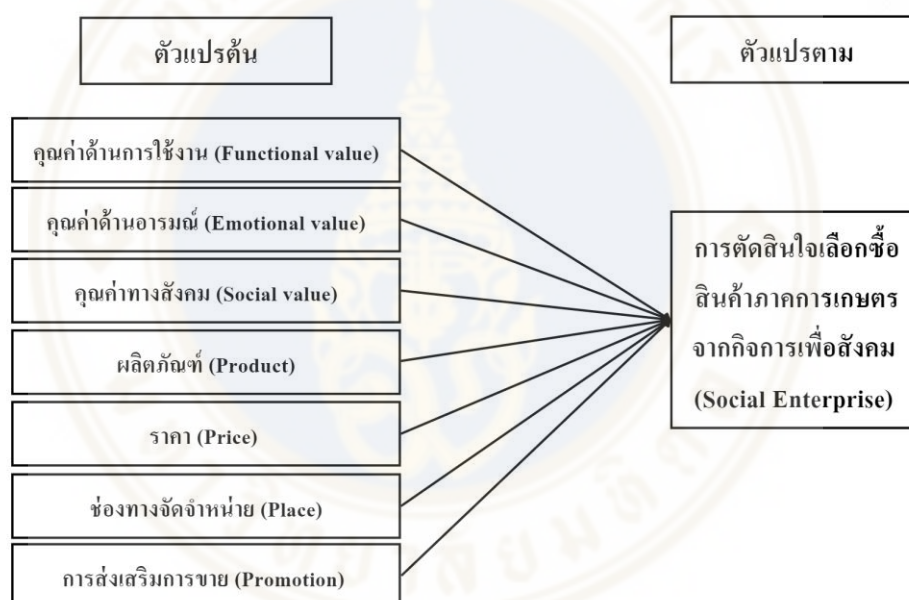 ตัวแปรต้น
ตัวแปรตาม
คุณค่าด้านการใช้งาน (Functional value)
คุณค่าด้านอารมณ์ (Emotional value)
คุณค่าทางสังคม (Social value)
ผลิตภัณฑ์ (Product)
ราคา (Price)
ช่องทางจัดจำหน่าย (Place)
การส่งเสริมการขาย (Promotion)
การตัดสินใจเลือกซื้อ
สินค้าภาคการเกษตร
จากกิจการเพื่อสังคม
(Social Enterprise)